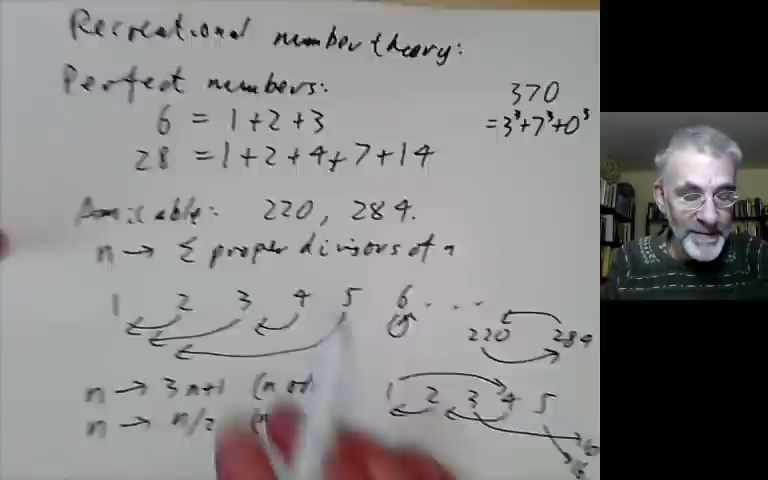 Recreational number theory:
Perfect numbers:
6 = 1+2+3
28 = 1+2+4+7+14
370
= 3³+7³+0³
Amicable: 220, 284.
n → Σ proper divisors of n
1 2 3 4 5 6 . . .
220 284
n → 3n+1 (n od
n → n/2 (n
1 2 3 4 5